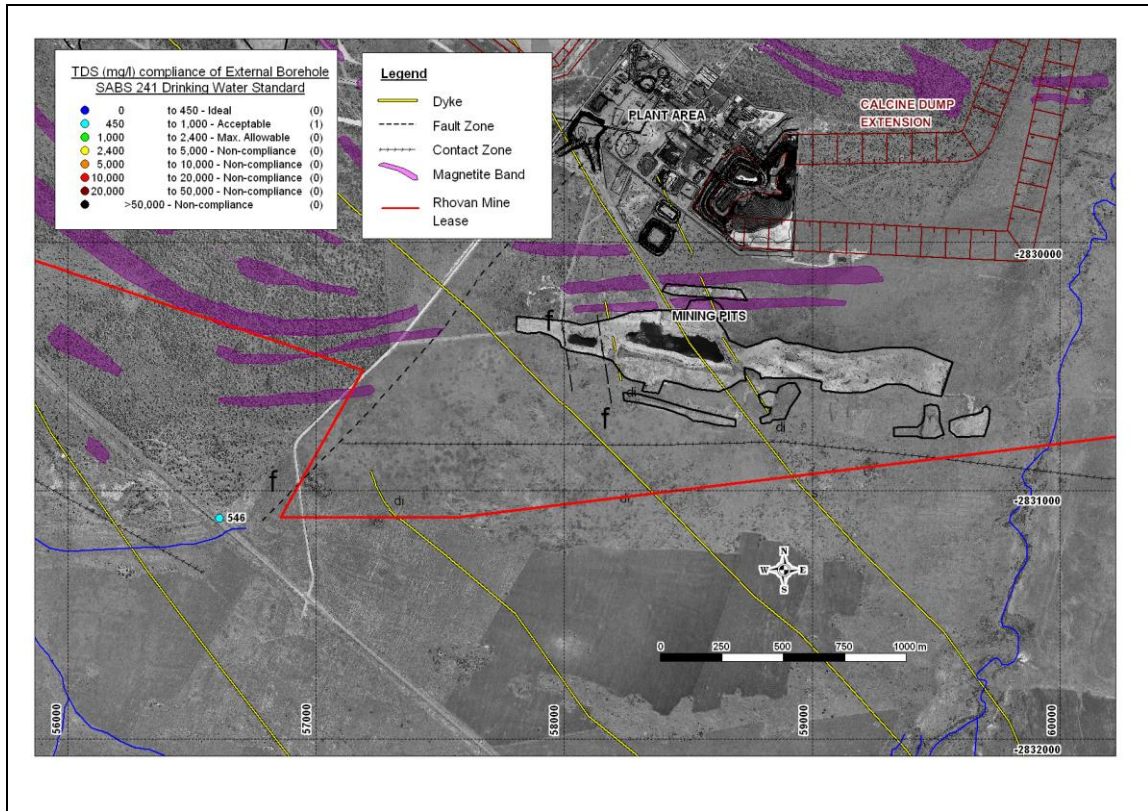 TDS (mg/l) compliance of External Borehole
SABS 241 Drinking Water Standard
0 to 450 - Ideal (0)
450 to 1,000 - Acceptable (1)
1,000 to 2,400 - Max. Allowable (0)
2,400 to 5,000 - Non-compliance (0)
5,000 to 10,000 - Non-compliance (0)
10,000 to 20,000 - Non-compliance (0)
20,000 to 50,000 - Non-compliance (0)
>50,000 - Non-compliance (0)
Legend
Dyke
Fault Zone
Contact Zone
Magnetite Band
Rhovan Mine
Lease
PLANT AREA
CALCINE DUMP
EXTENSION
-2830000
MINING PITS
f
di
f
di
f
di
di
-2831000
546
N
W E
S
0 250 500 750 1000 m
56000
57000
58000
59000
60000
-2832000